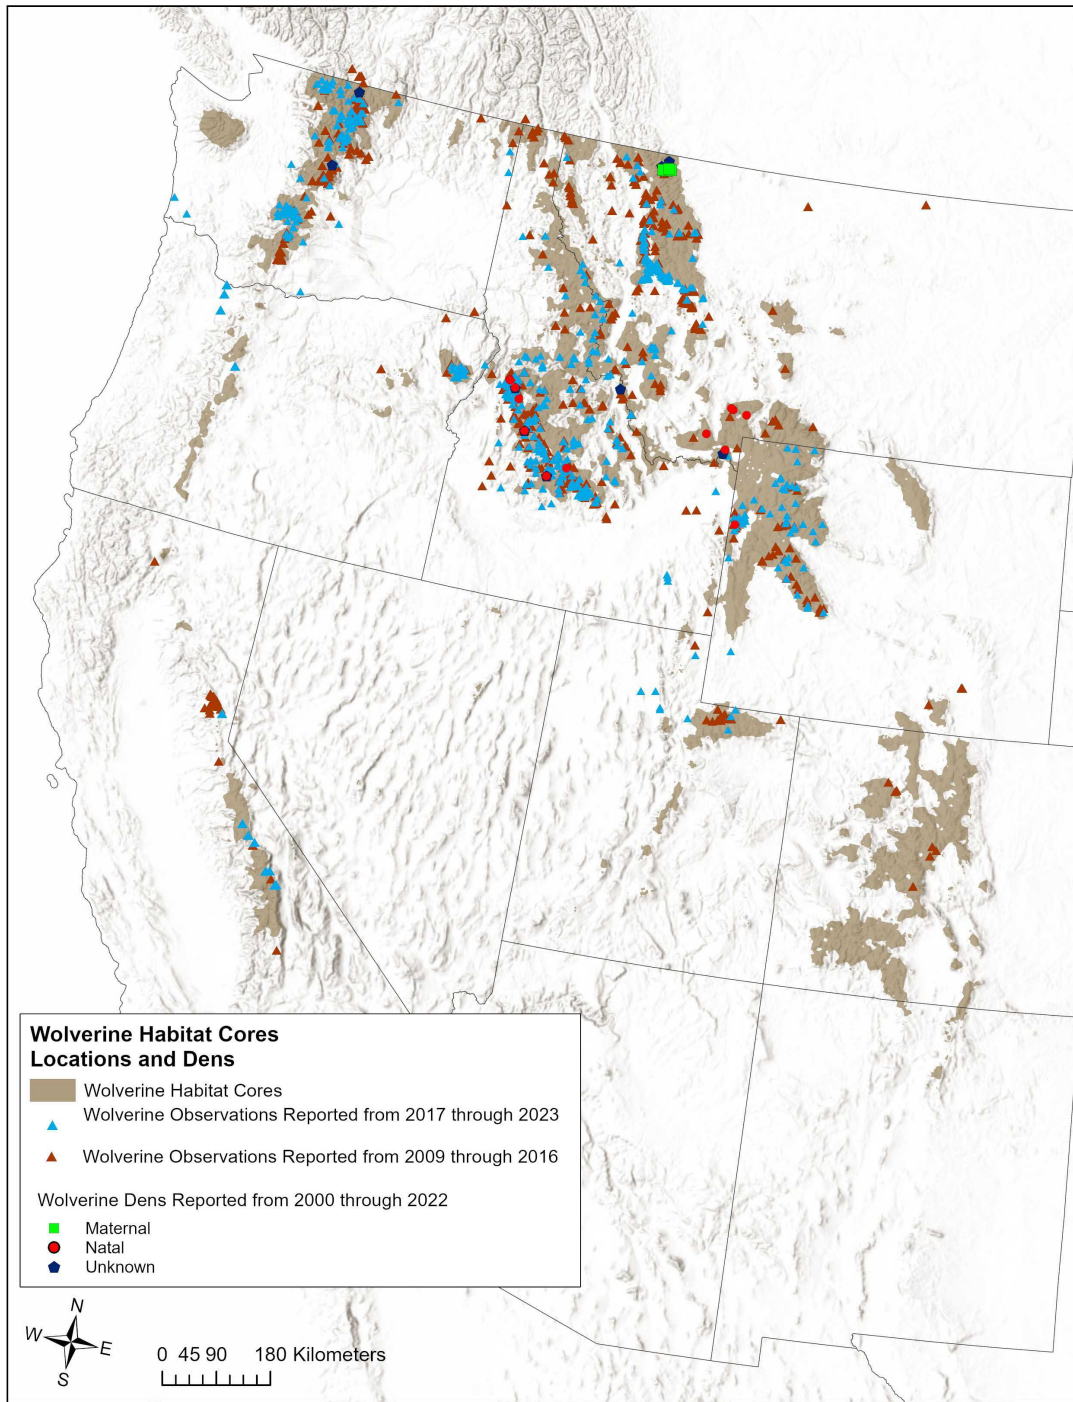 Wolverine Habitat Cores
Locations and Dens
Wolverine Habitat Cores
Wolverine Observations Reported from 2017 through 2023
Wolverine Observations Reported from 2009 through 2016
Wolverine Dens Reported from 2000 through 2022
Maternal
Natal
Unknown
N
W
E
S
0 45 90 180 Kilometers